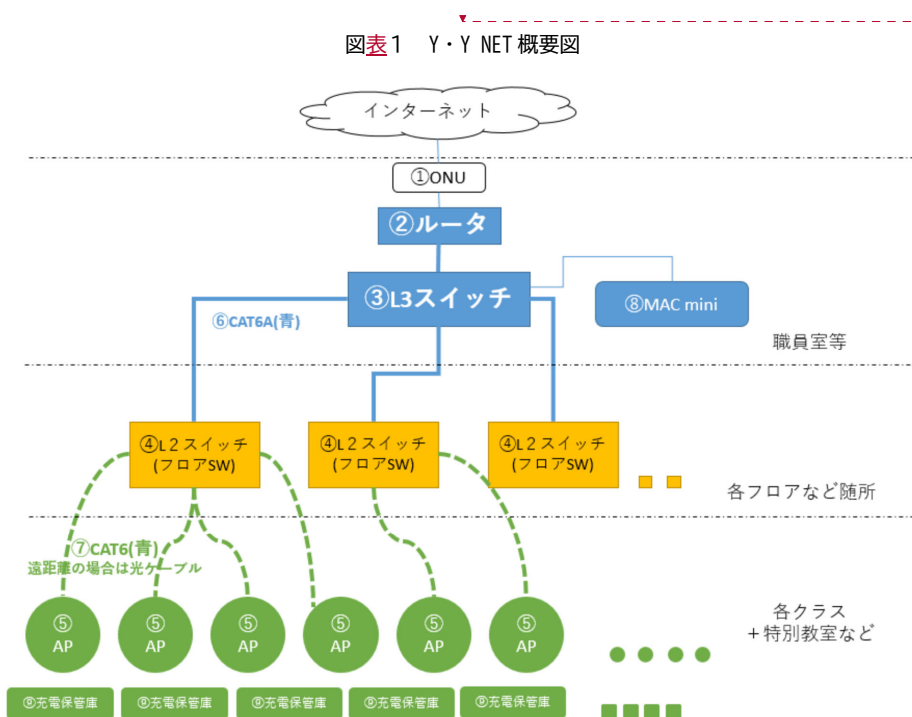 図表１　Y・Y NET 概要図
インターネット
①ONU
②ルータ
③L3スイッチ
⑧MAC mini
⑥CAT6A(青)
職員室等
④L２スイッチ
(フロアSW)
④L２スイッチ
(フロアSW)
④L２スイッチ
(フロアSW)
各フロアなど随所
⑦CAT6(青)
遠距離の場合は光ケーブル
各クラス
＋特別教室など
⑤
AP
⑤
AP
⑤
AP
⑤
AP
⑤
AP
⑤
AP
⑨充電保管庫
⑨充電保管庫
⑨充電保管庫
⑨充電保管庫
⑨充電保管庫